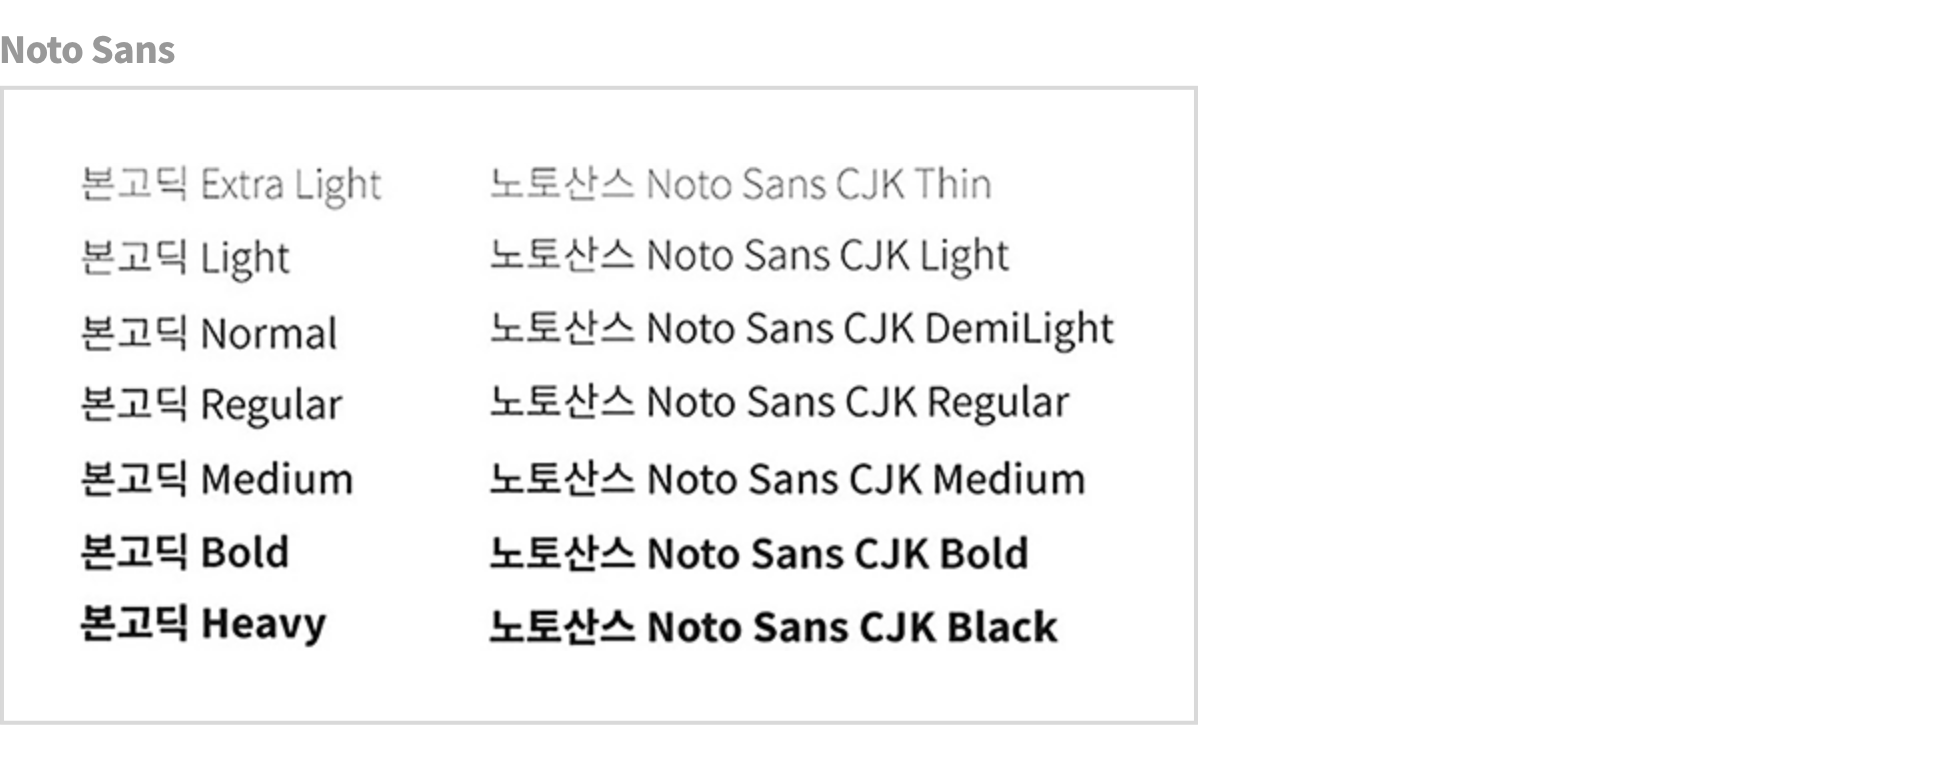 Noto Sans
본고딕 Extra Light
노토산스 Noto Sans CJK Thin
본고딕 Light
노토산스 Noto Sans CJK Light
본고딕 Normal
노토산스 Noto Sans CJK DemiLight
본고딕 Regular
노토산스 Noto Sans CJK Regular
본고딕 Medium
노토산스 Noto Sans CJK Medium
본고딕 Bold
노토산스 Noto Sans CJK Bold
본고딕 Heavy
노토산스 Noto Sans CJK Black